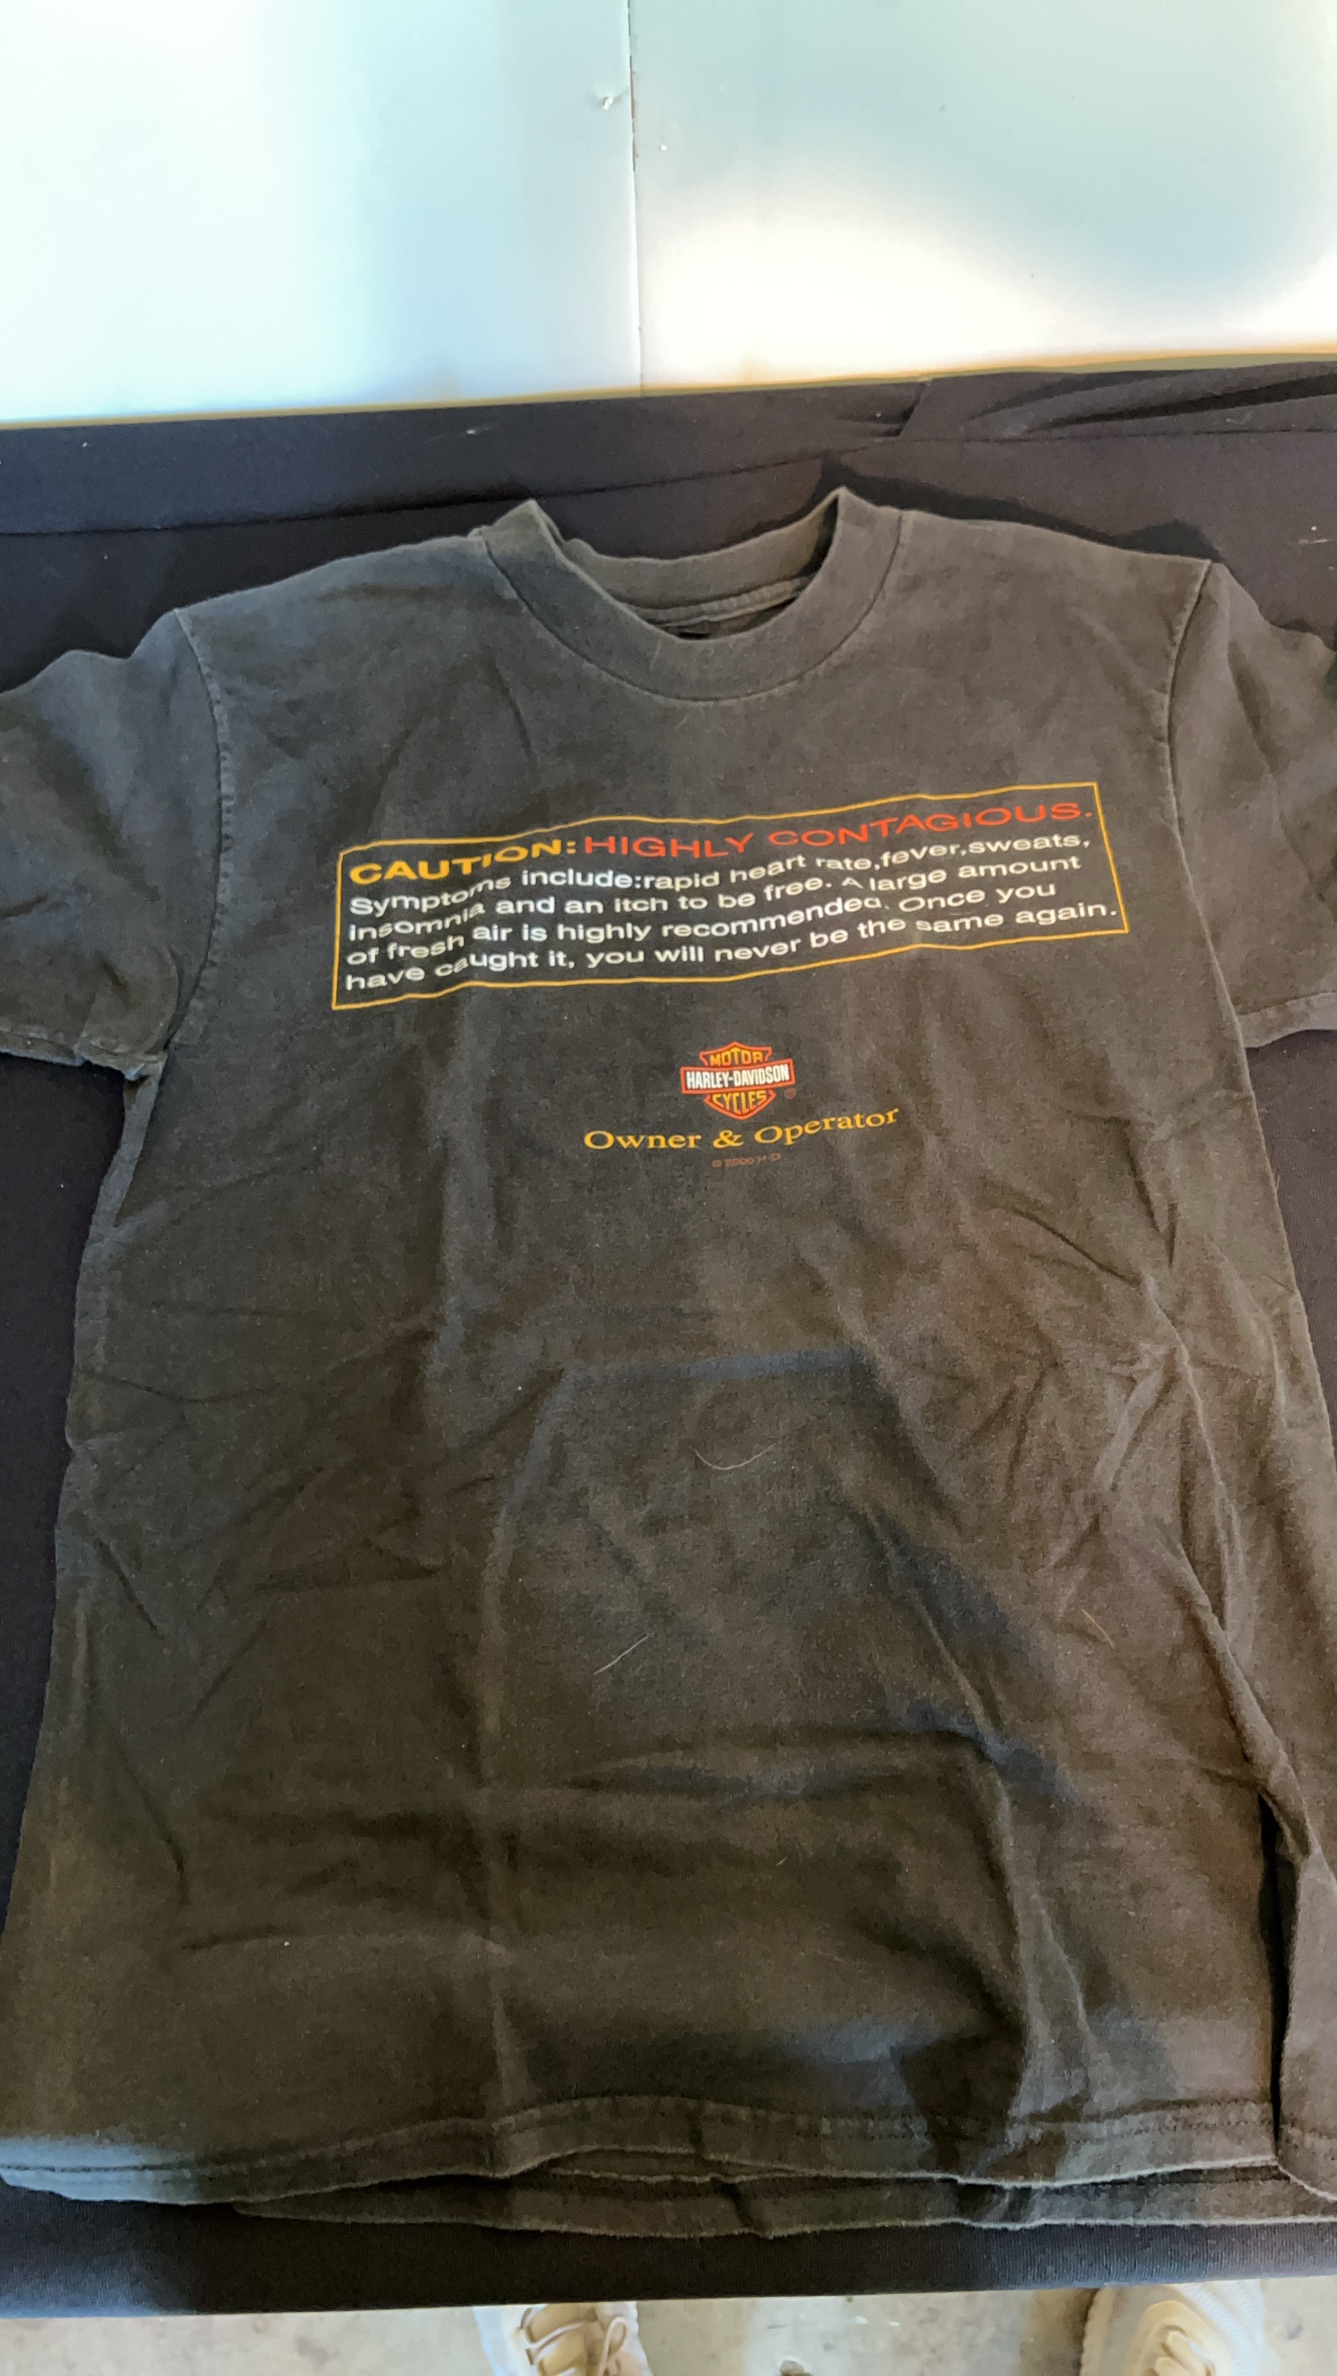 CAUTION: HIGHLY CONTAGIOUS.
Symptoms include:rapid heart rate,fever,sweats,
insomnia and an itch to be free. A large amount
of fresh air is highly recommended. Once you
have caught it, you will never be the same again.
MOTOR
HARLEY-DAVIDSON
CYCLES
®
Owner & Operator
© 2000 H-D